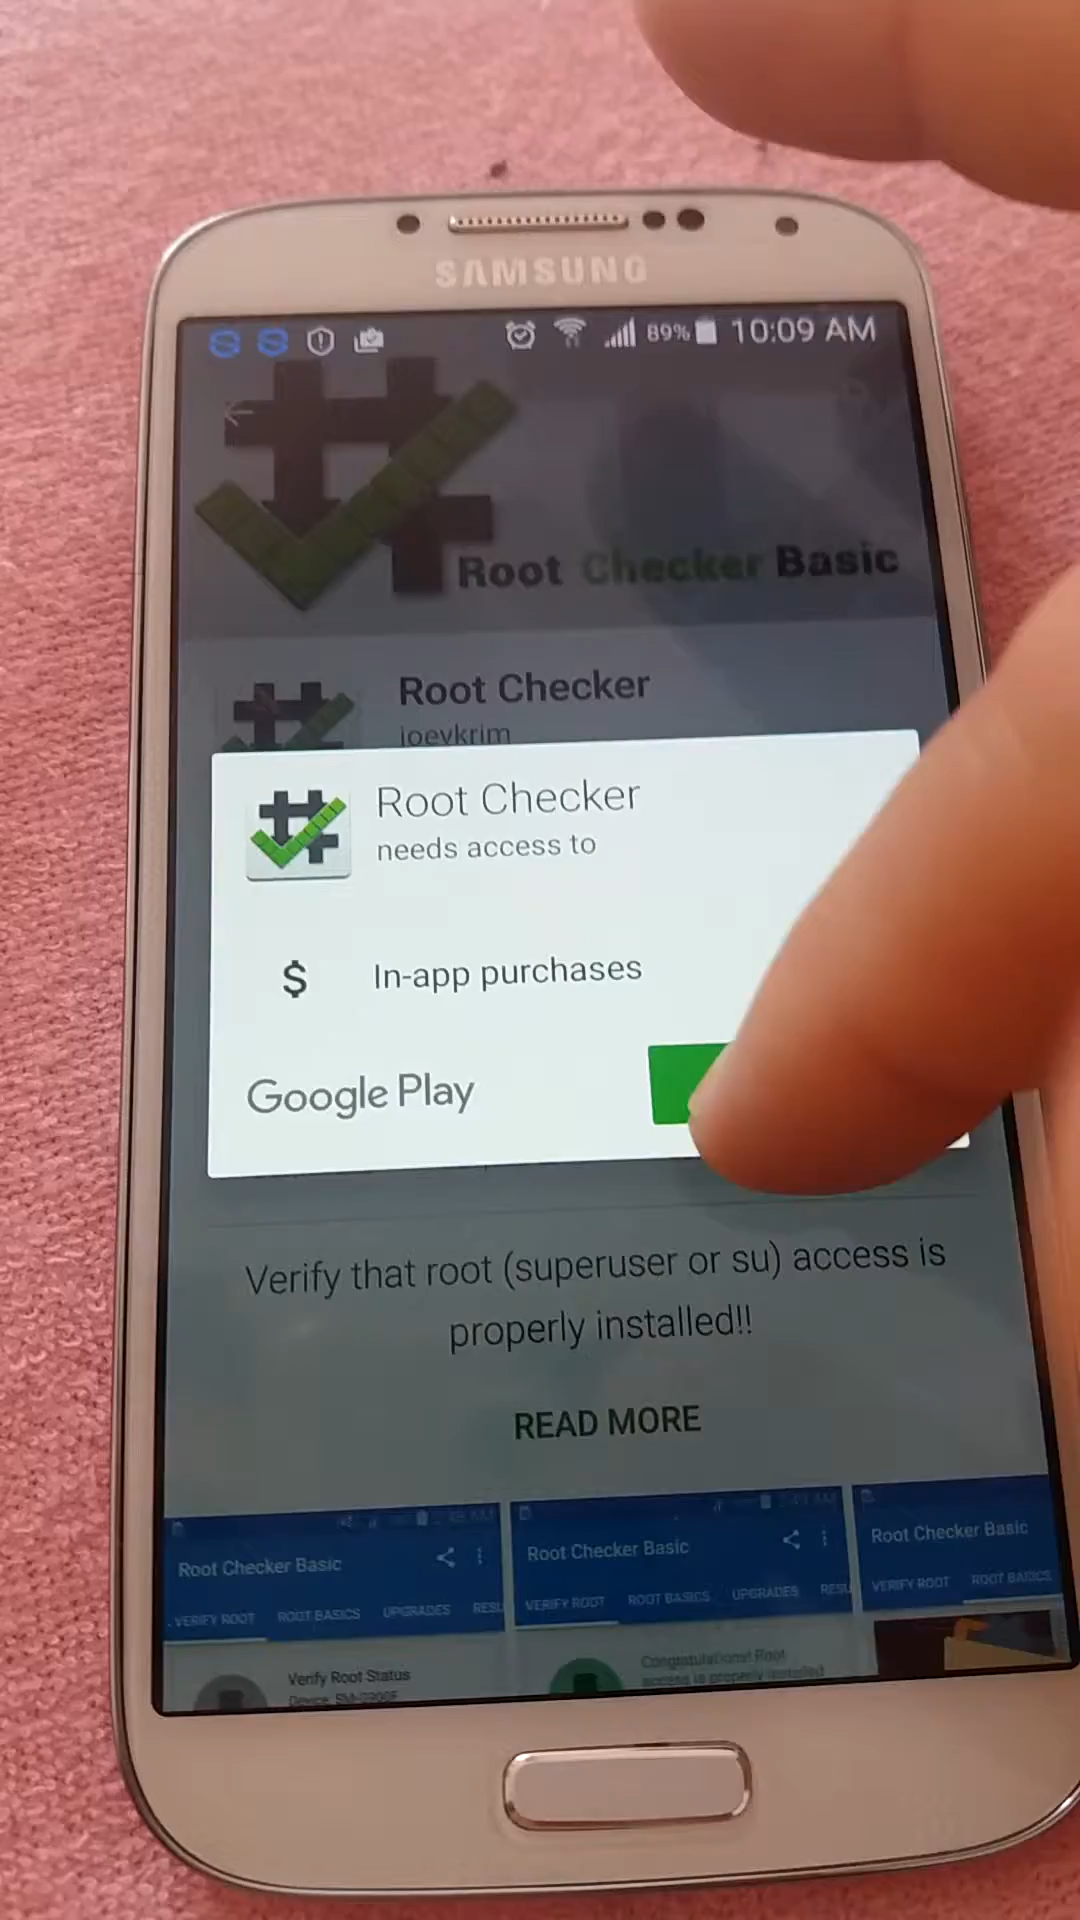 SAMSUNG
89% 10:09 AM
Root Checker Basic
Root Checker
joeykrim
Root Checker
needs access to
$ In-app purchases
Google Play
Verify that root (superuser or su) access is
properly installed!!
READ MORE
Root Checker Basic
VERIFY ROOT ROOT BASICS UPGRADES RESU
Verify Root Status
Root Checker Basic
VERIFY ROOT ROOT BASICS UPGRADES RESU
Congratulations! Root
access is properly installed
Root Checker Basic
VERIFY ROOT ROOT BASICS